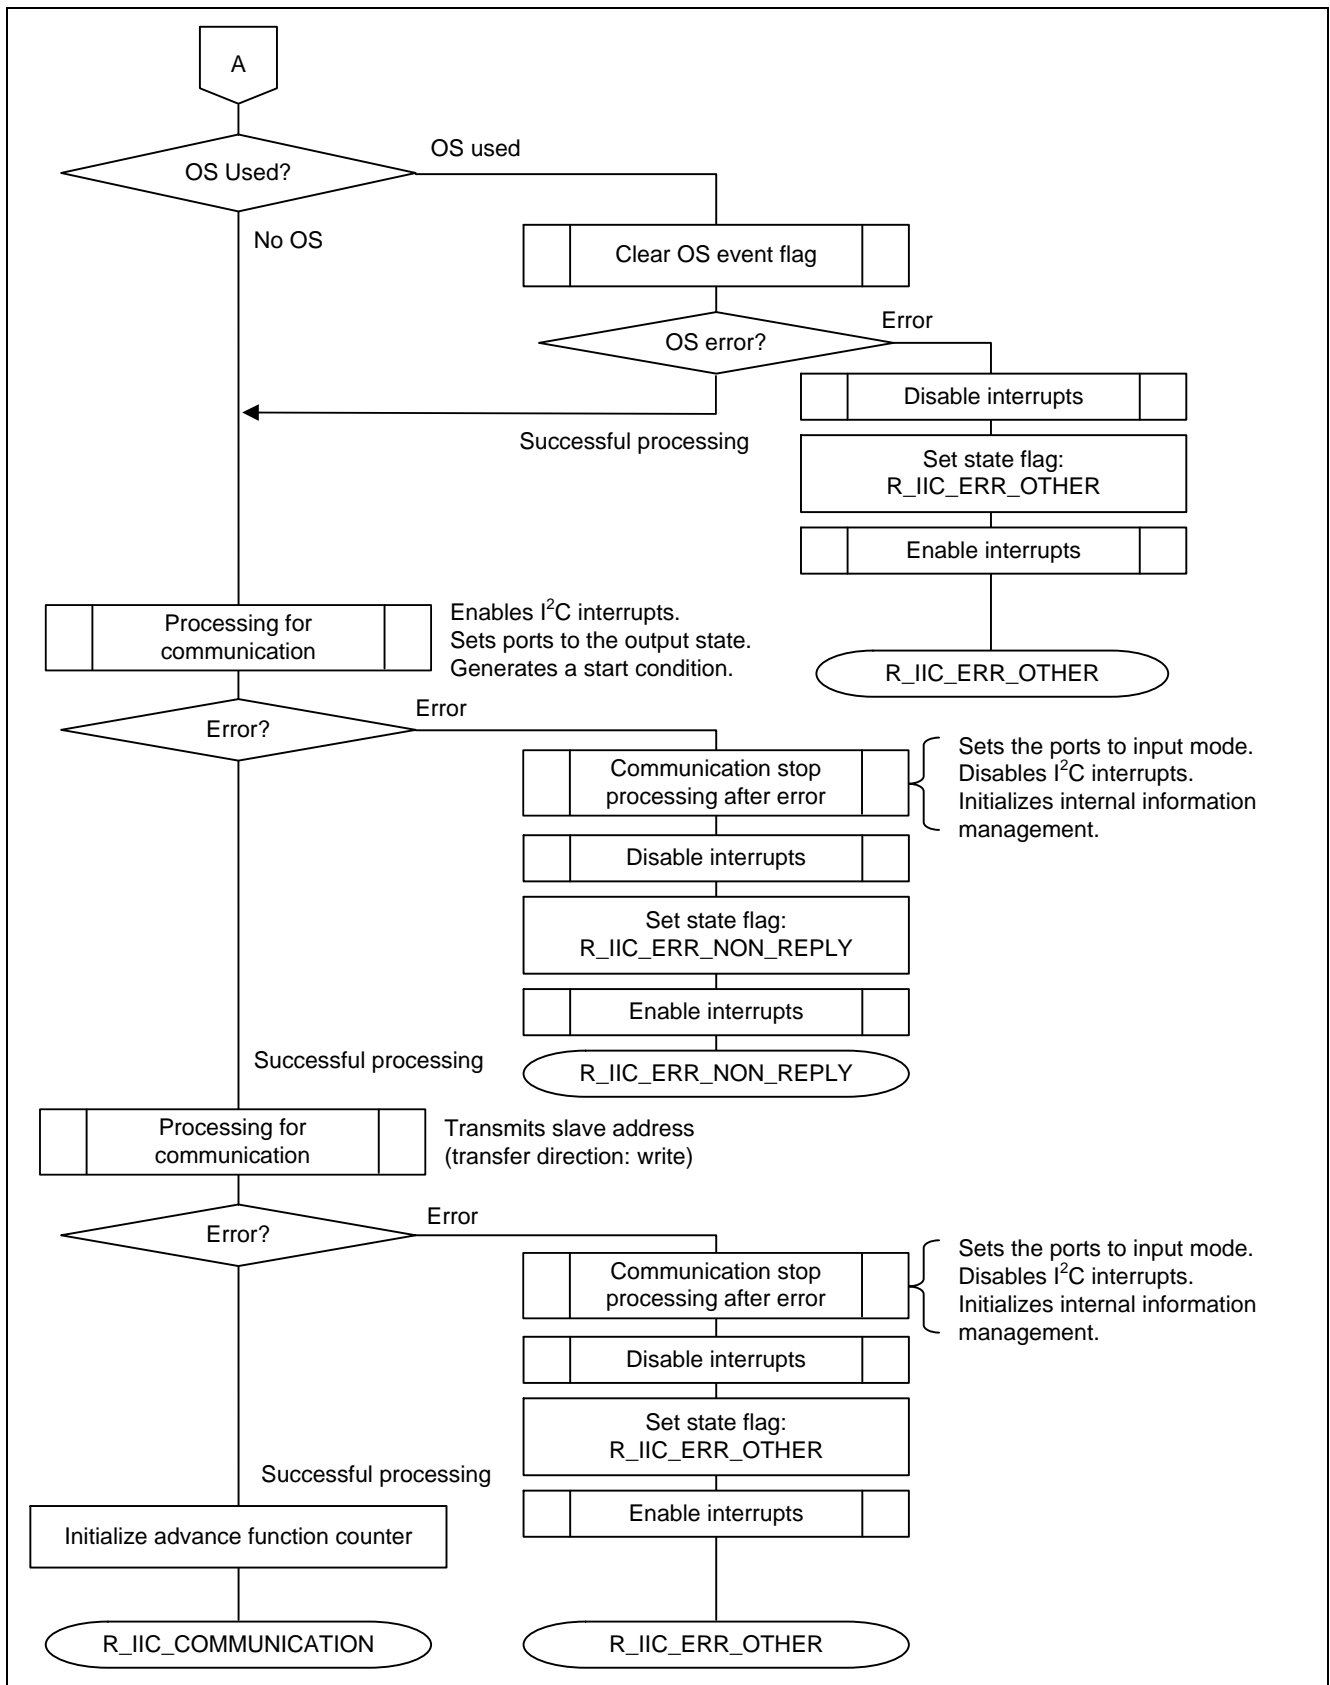 A
OS Used?
OS used
No OS
Clear OS event flag
OS error?
Error
Disable interrupts
Successful processing
Set state flag:
R_IIC_ERR_OTHER
Enable interrupts
R_IIC_ERR_OTHER
Processing for
communication
Enables I²C interrupts.
Sets ports to the output state.
Generates a start condition.
Error?
Error
Communication stop
processing after error
Sets the ports to input mode.
Disables I²C interrupts.
Initializes internal information
management.
Disable interrupts
Set state flag:
R_IIC_ERR_NON_REPLY
Enable interrupts
R_IIC_ERR_NON_REPLY
Successful processing
Processing for
communication
Transmits slave address
(transfer direction: write)
Error?
Error
Communication stop
processing after error
Sets the ports to input mode.
Disables I²C interrupts.
Initializes internal information
management.
Disable interrupts
Set state flag:
R_IIC_ERR_OTHER
Successful processing
Enable interrupts
Initialize advance function counter
R_IIC_COMMUNICATION
R_IIC_ERR_OTHER